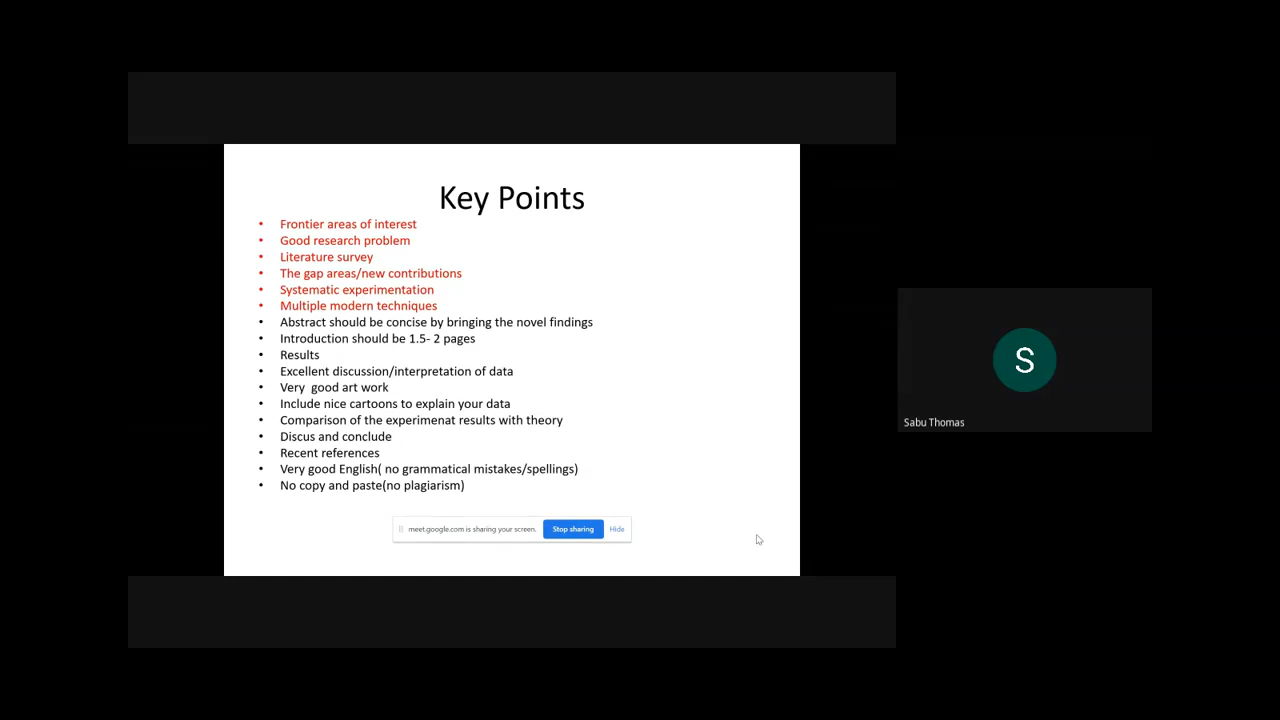 Key Points
• Frontier areas of interest
• Good research problem
• Literature survey
• The gap areas/new contributions
• Systematic experimentation
• Multiple modern techniques
• Abstract should be concise by bringing the novel findings
• Introduction should be 1.5- 2 pages
• Results
• Excellent discussion/interpretation of data
• Very  good art work
• Include nice cartoons to explain your data
• Comparison of the experimenat results with theory
• Discus and conclude
• Recent references
• Very good English( no grammatical mistakes/spellings)
• No copy and paste(no plagiarism)
meet.google.com is sharing your screen. Stop sharing Hide
S
Sabu Thomas